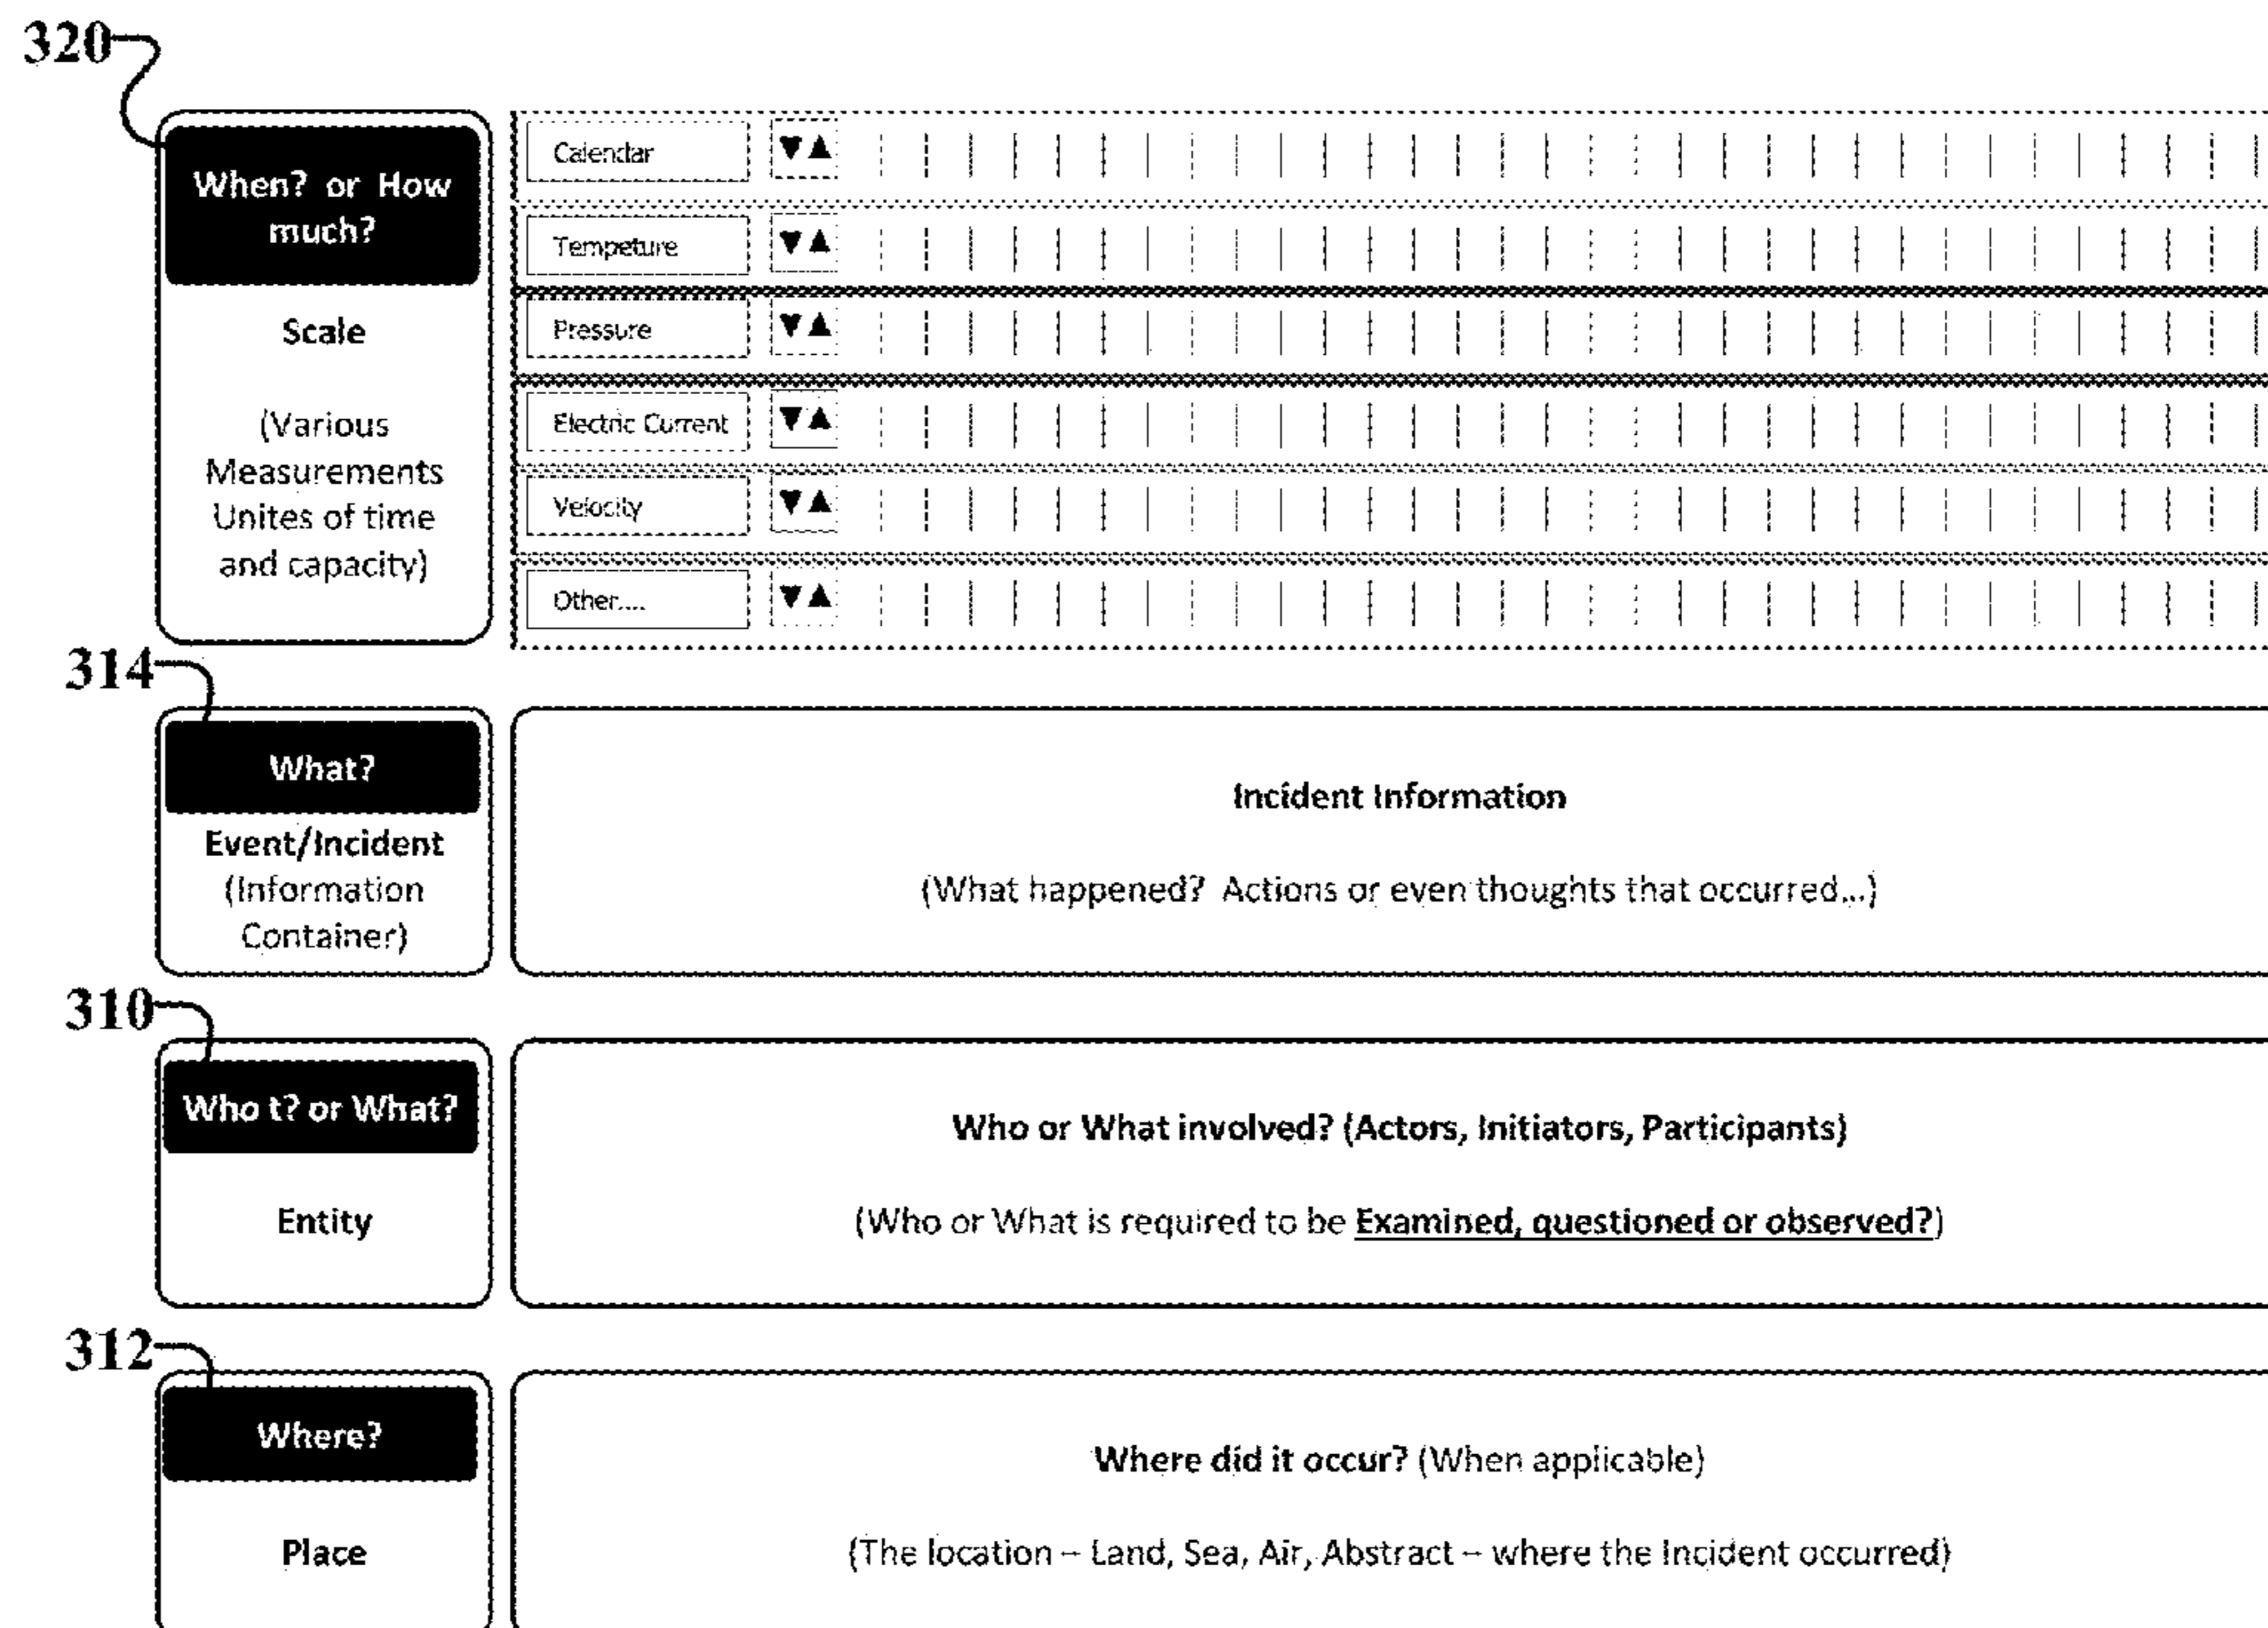 320
When? or How
much?
Scale
(Various
Measurements
Unites of time
and capacity)
Calendar ▼▲
Tempeture ▼▲
Pressure ▼▲
Electric Current ▼▲
Velocity ▼▲
Other.... ▼▲
314
What?
Event/Incident
(Information
Container)
Incident Information
(What happened? Actions or even thoughts that occurred...)
310
Who t? or What?
Entity
Who or What involved? (Actors, Initiators, Participants)
(Who or What is required to be Examined, questioned or observed?)
312
Where?
Place
Where did it occur? (When applicable)
(The location – Land, Sea, Air, Abstract – where the Incident occurred)